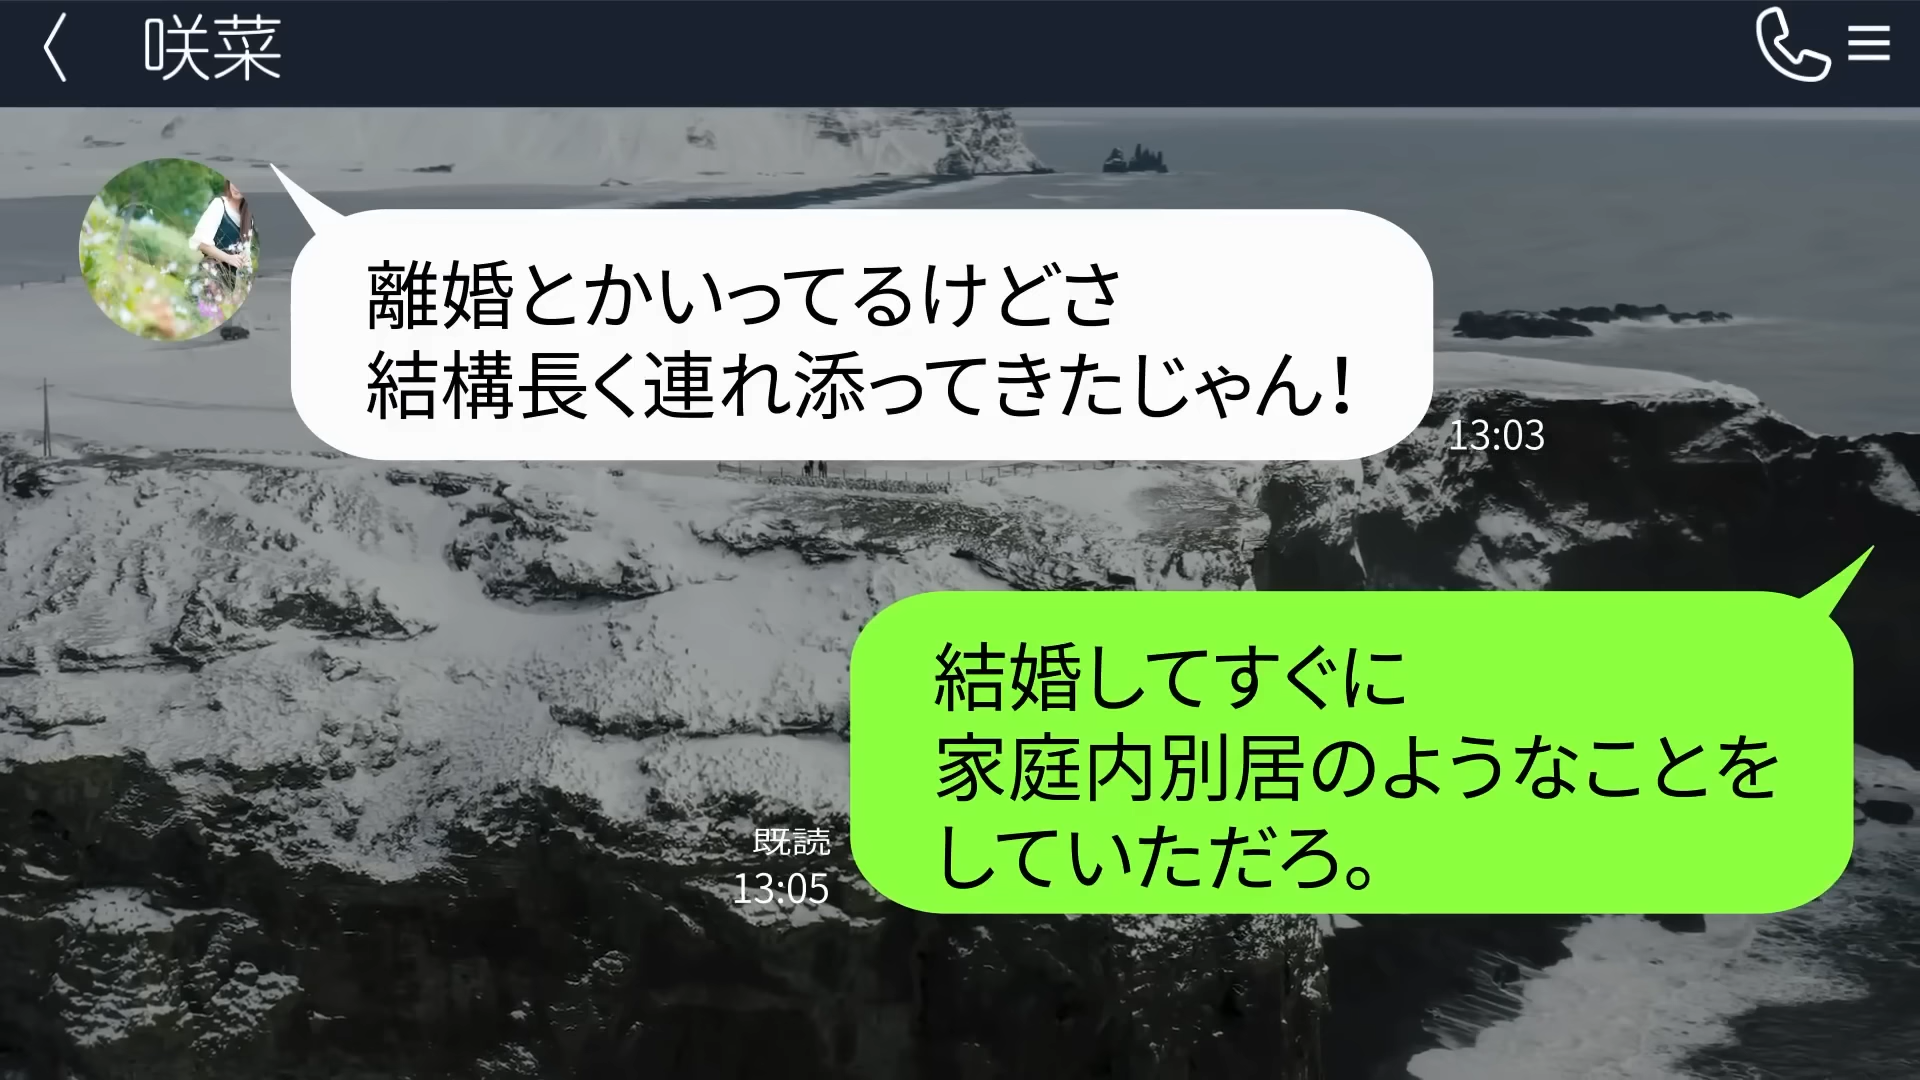 咲菜
離婚とかいってるけどさ
結構長く連れ添ってきたじゃん！
13:03
結婚してすぐに
家庭内別居のようなことを
していただろ。
既読
13:05